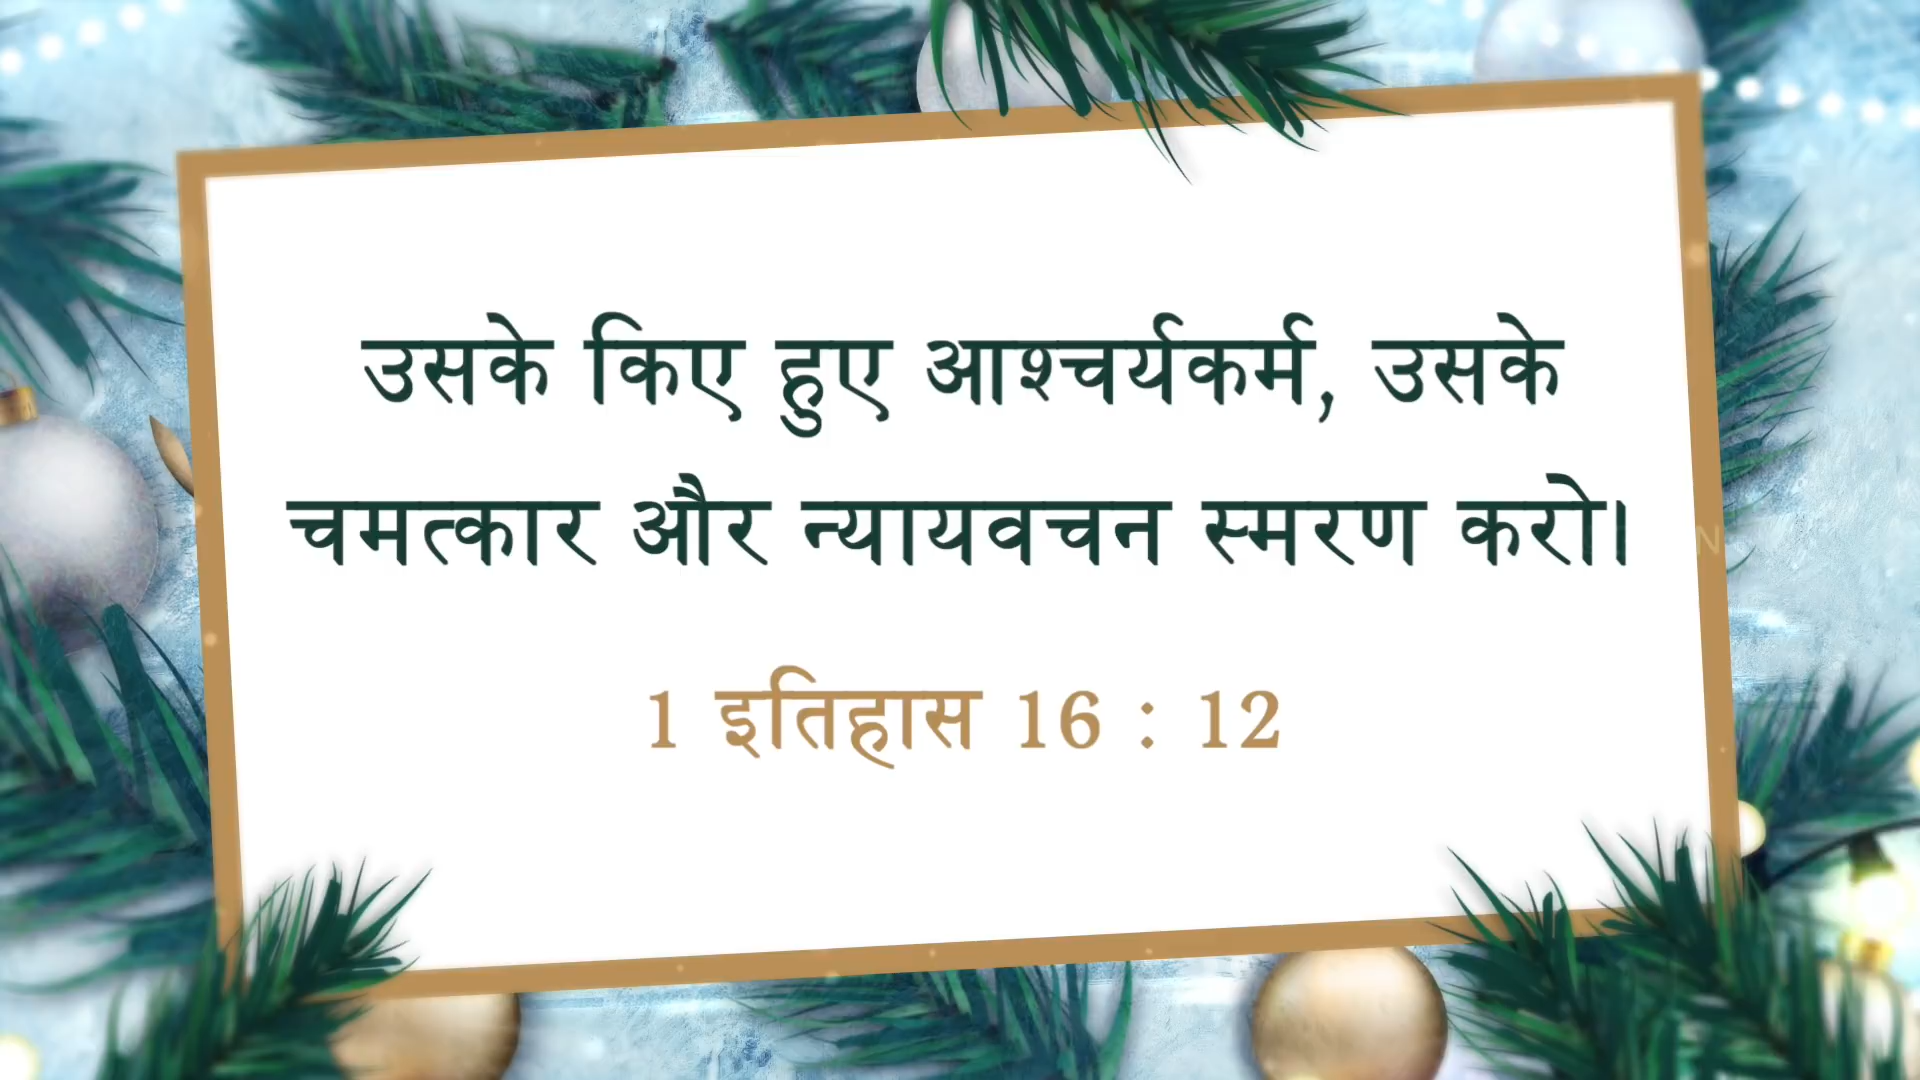 उसके किए हुए आश्चर्यकर्म, उसके
चमत्कार और न्यायवचन स्मरण करो।
1 इतिहास 16 : 12